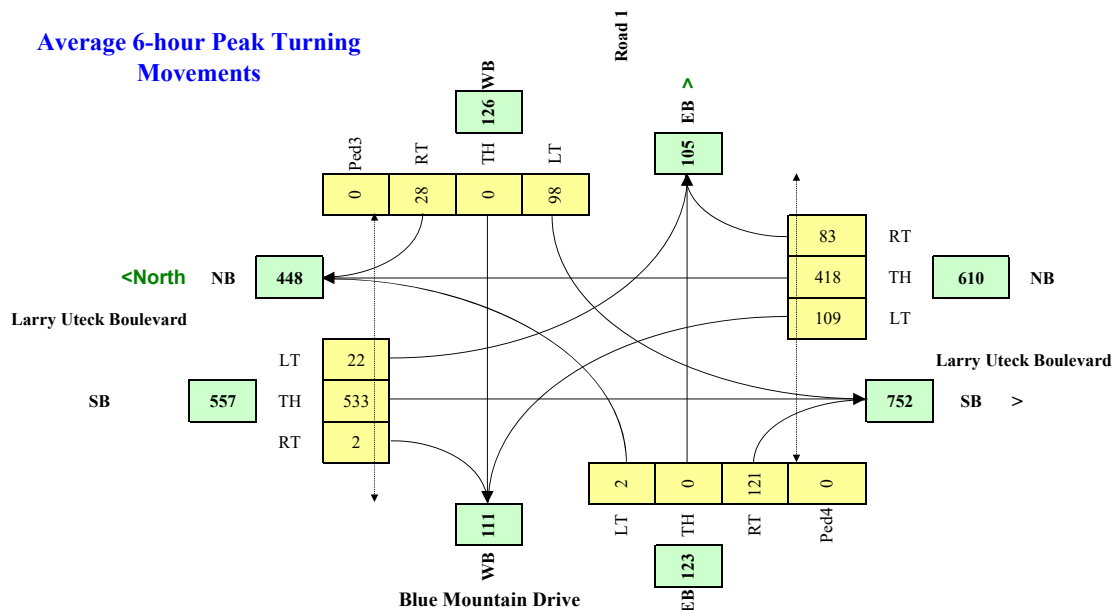 Average 6-hour Peak Turning
Movements
Road 1
WB
126
EB
^
105
Ped3
RT
TH
LT
0
28
0
98
83
RT
418
TH
109
LT
610
NB
<North
NB
448
Larry Uteck Boulevard
LT
22
SB
557
TH
533
RT
2
Larry Uteck Boulevard
752
SB
>
2
0
121
0
LT
TH
RT
Ped4
111
WB
123
EB
Blue Mountain Drive